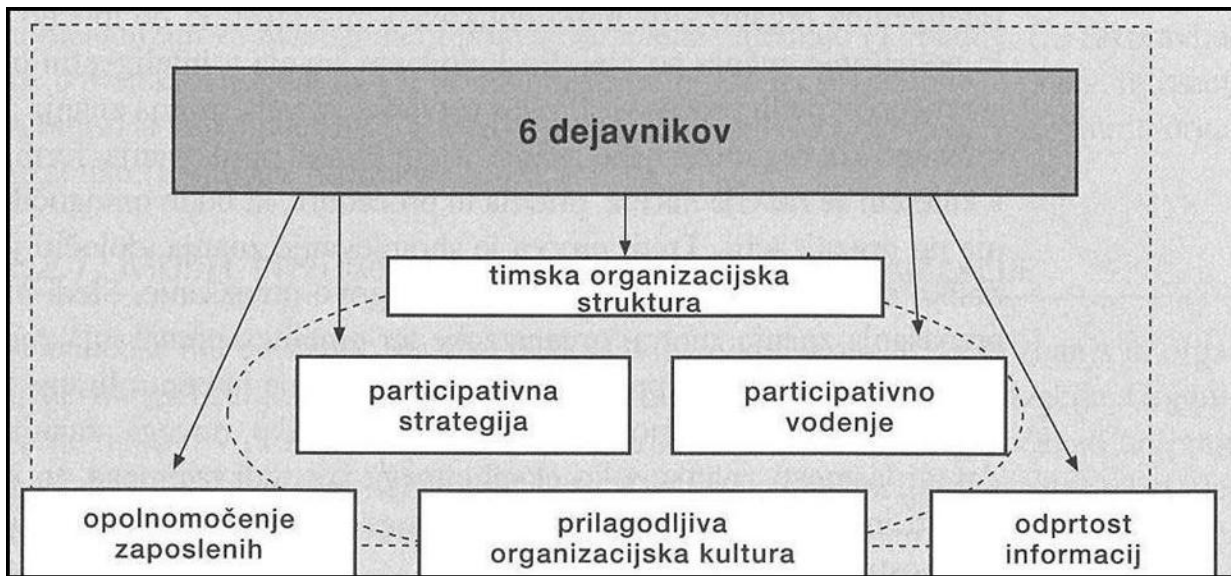 6 dejavnikov
timska organizacijska
struktura
participativna
strategija
participativno
vodenje
opolnomočenje
zaposlenih
prilagodljiva
organizacijska kultura
odprtost
informacij